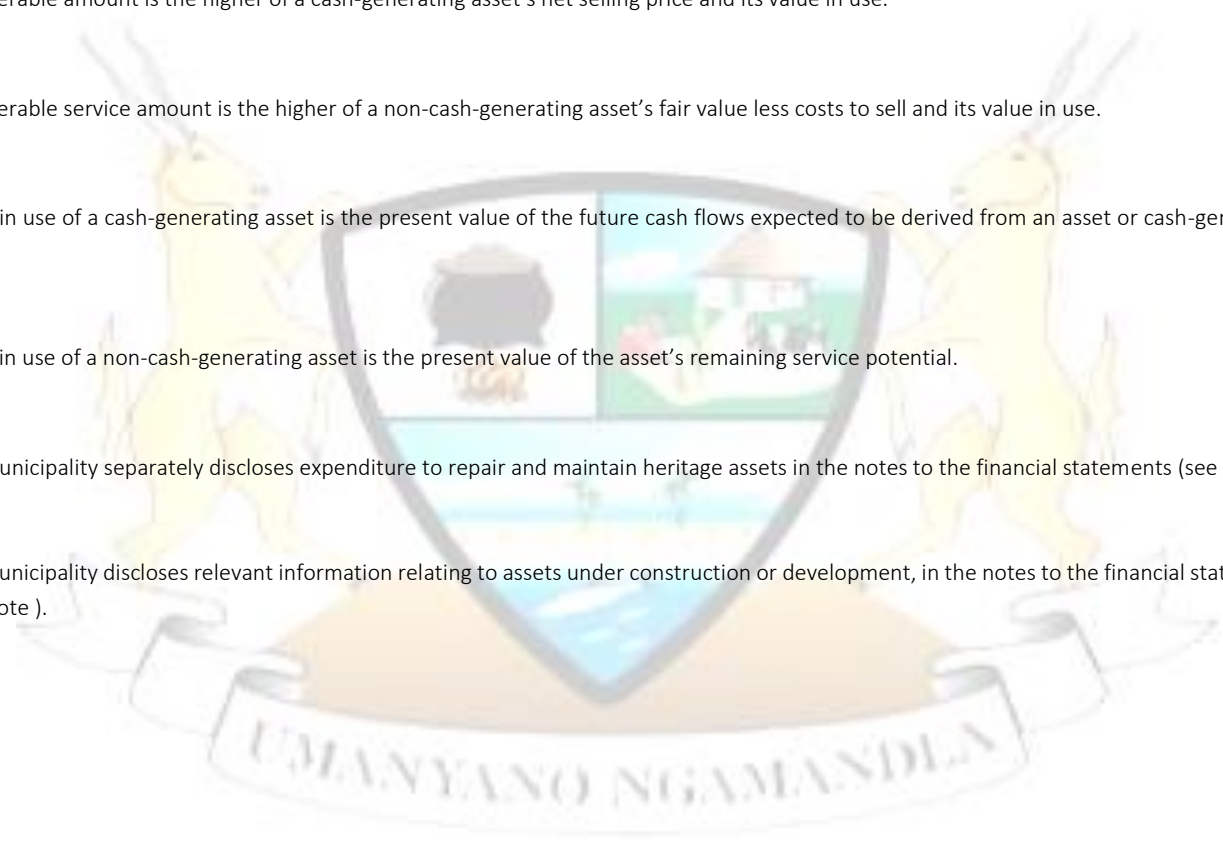 erable amount is the higher of a cash-generating asset's net selling price and its value in use.
erable service amount is the higher of a non-cash-generating asset's fair value less costs to sell and its value in use.
in use of a cash-generating asset is the present value of the future cash flows expected to be derived from an asset or cash-ger
in use of a non-cash-generating asset is the present value of the asset's remaining service potential.
unicipality separately discloses expenditure to repair and maintain heritage assets in the notes to the financial statements (see
unicipality discloses relevant information relating to assets under construction or development, in the notes to the financial stat
ote ).
UMANYANO NGAMANDLA